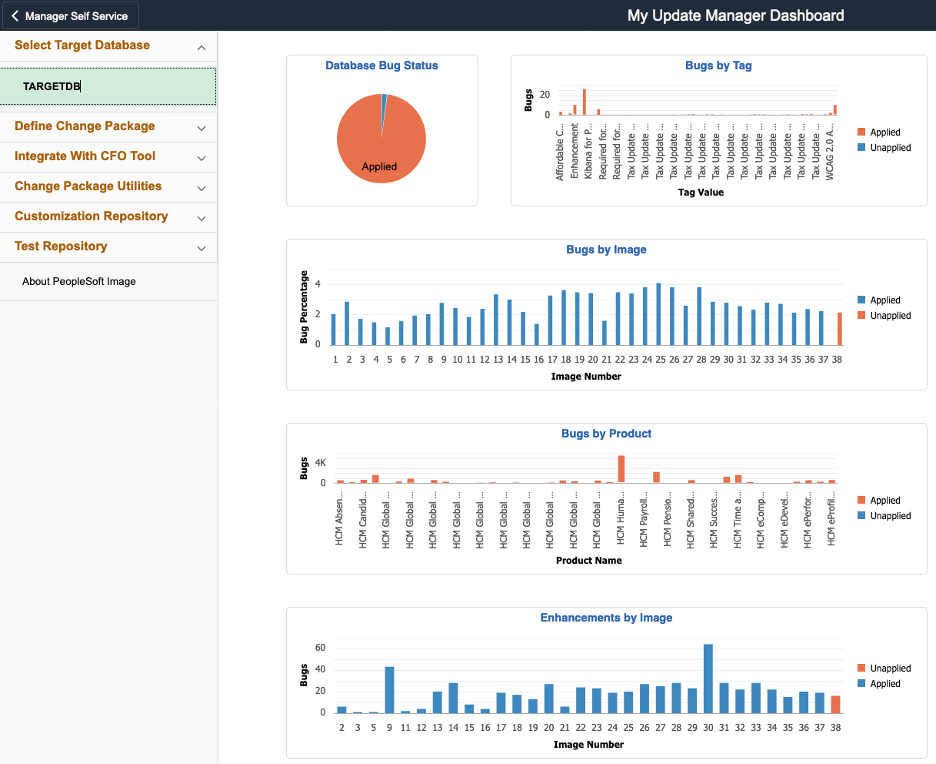 Manager Self Service
My Update Manager Dashboard
Select Target Database
TARGETDB
Define Change Package
Integrate With CFO Tool
Change Package Utilities
Customization Repository
Test Repository
About PeopleSoft Image
Database Bug Status
Applied
Bugs by Tag
Bugs
20
0
Affordable C...
Enhancement
Kibana for P...
Required for...
Required for...
Tax Update ...
Tax Update ...
Tax Update ...
Tax Update ...
Tax Update ...
Tax Update ...
Tax Update ...
Tax Update ...
Tax Update ...
Tax Update ...
Tax Update ...
Tax Update ...
Tax Update ...
Tax Update ...
WCAG 2.0 A...
Tag Value
Applied
Unapplied
Bugs by Image
Bug Percentage
4
2
0
1 2 3 4 5 6 7 8 9 10 11 12 13 14 15 16 17 18 19 20 21 22 23 24 25 26 27 28 29 30 31 32 33 34 35 36 37 38
Image Number
Applied
Unapplied
Bugs by Product
Bugs
4K
0
HCM Absen...
HCM Candid...
HCM Global ...
HCM Global ...
HCM Global ...
HCM Global ...
HCM Global ...
HCM Global ...
HCM Global ...
HCM Global ...
HCM Global ...
HCM Global ...
HCM Huma...
HCM Payroll...
HCM Pensio...
HCM Shared...
HCM Succes...
HCM Time a...
HCM eComp...
HCM eDevel...
HCM ePerfor...
HCM eProfil...
Product Name
Applied
Unapplied
Enhancements by Image
Bugs
60
40
20
0
2 3 5 9 11 12 13 14 15 16 17 18 19 20 21 22 23 24 25 26 27 28 29 30 31 32 33 34 35 36 37 38
Image Number
Unapplied
Applied